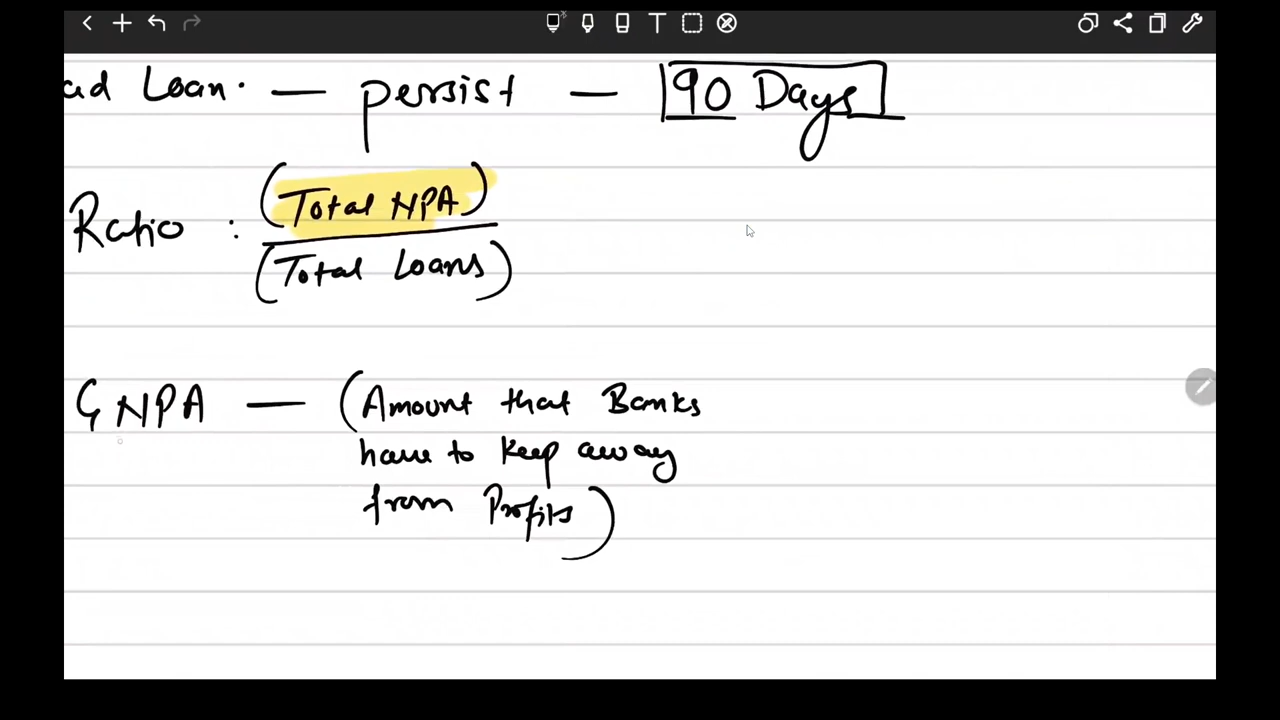 ad Loan. — persist — 90 Days
Ratio : (Total NPA)
(Total Loans)
GNPA — (Amount that Banks
have to keep away
from Profits)